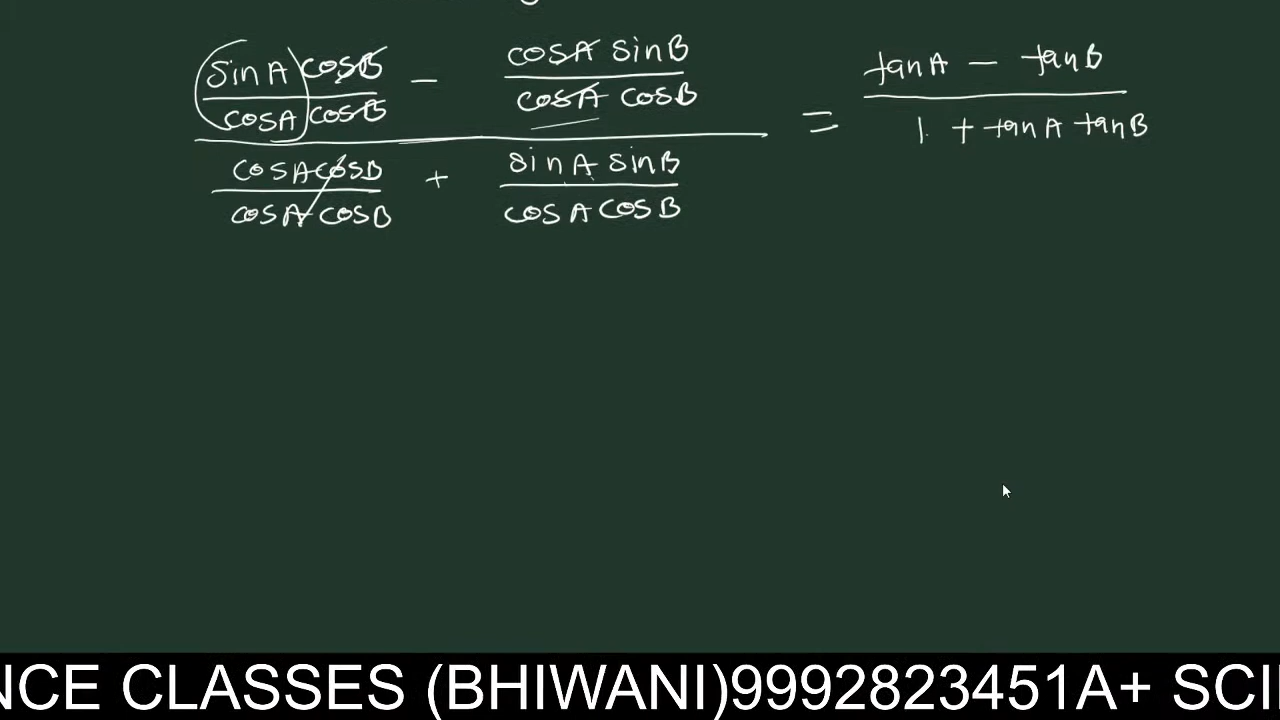 sinA cosB / cosA cosB − cosA sinB / cosA cosB
cosA cosB / cosA cosB + sinA sinB / cosA cosB
= tanA − tanB / 1 + tanA tanB
NCE CLASSES (BHIWANI)9992823451A+ SCI